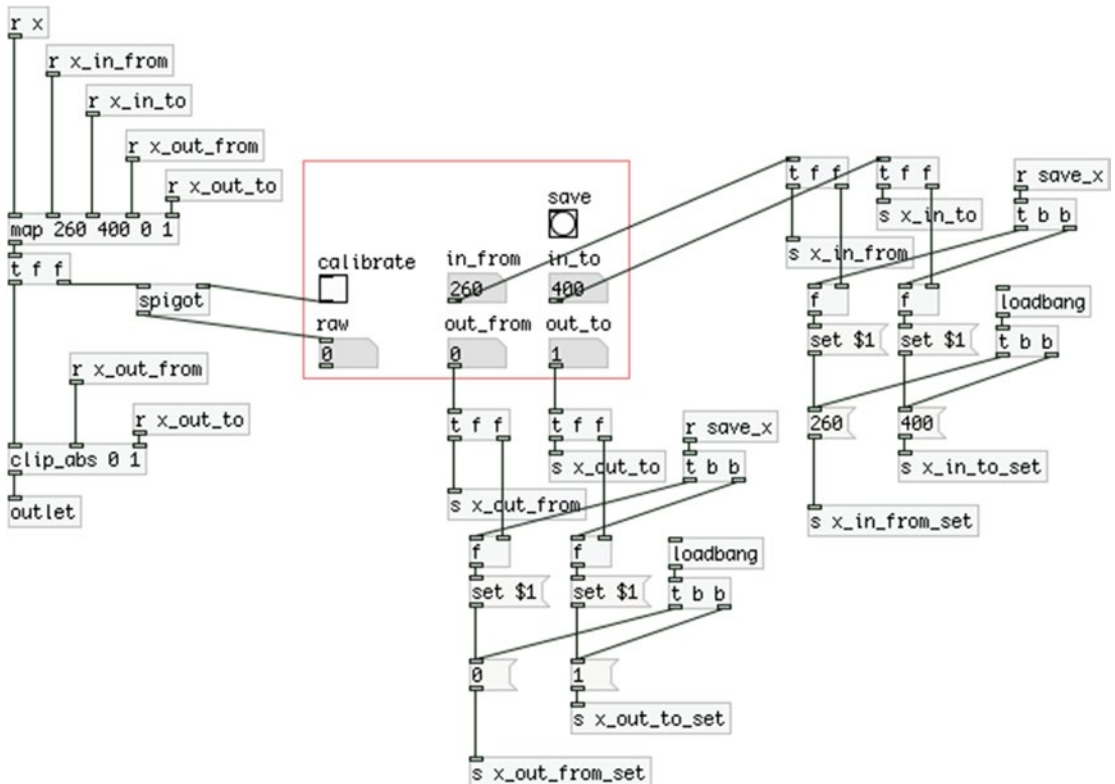 r x
r x_in_from
r x_in_to
r x_out_from
r x_out_to
map 260 400 0 1
t f f
spigot
r x_out_from
r x_out_to
clip_abs 0 1
outlet
save
calibrate
in_from
in_to
260
400
raw
out_from
out_to
0
0
1
t f f
t f f
r save_x
s x_in_to
t b b
s x_in_from
f
f
loadbang
set $1
set $1
t b b
260
400
s x_in_to_set
s x_in_from_set
t f f
t f f
r save_x
s x_out_to
t b b
s x_out_from
f
f
loadbang
set $1
set $1
t b b
0
1
s x_out_to_set
s x_out_from_set